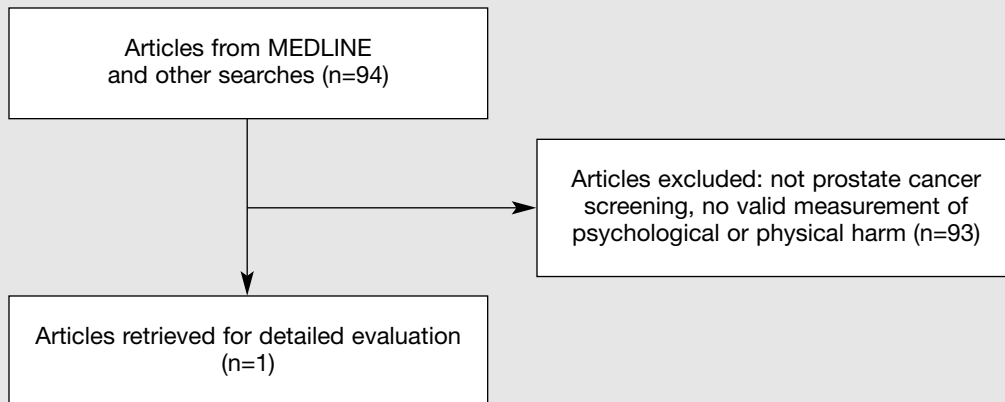 Articles from MEDLINE
and other searches (n=94)
Articles excluded: not prostate cancer
screening, no valid measurement of
psychological or physical harm (n=93)
Articles retrieved for detailed evaluation
(n=1)